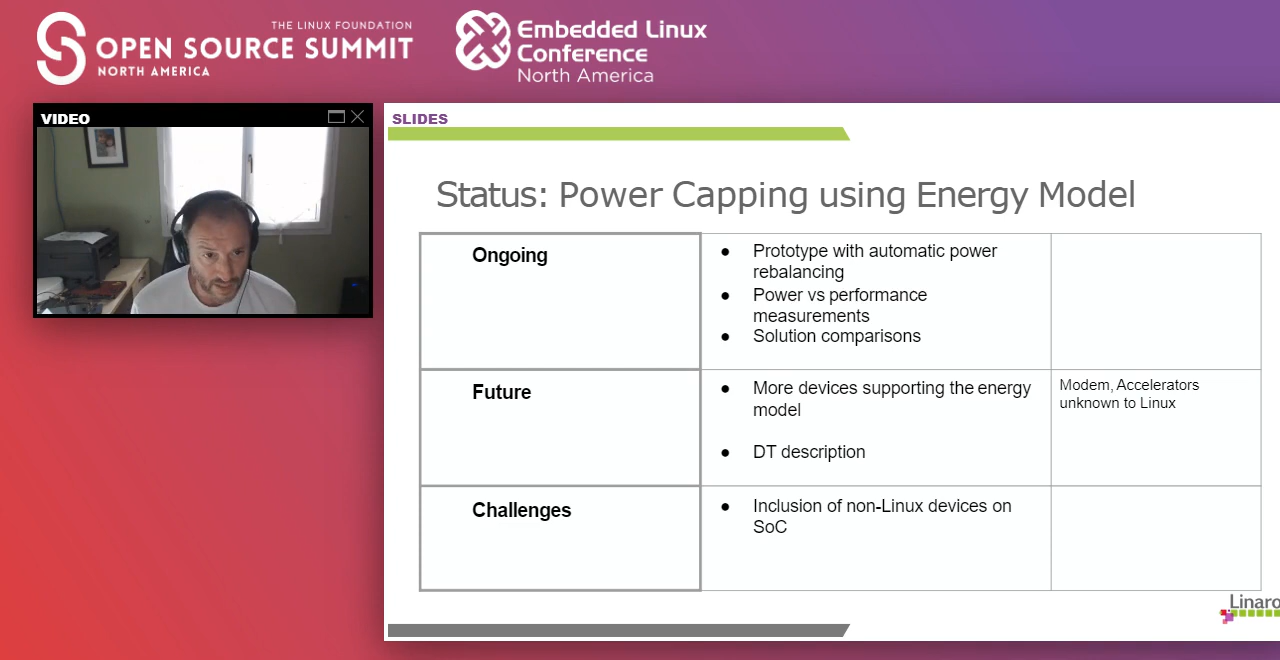 THE LINUX FOUNDATION
OPEN SOURCE SUMMIT
NORTH AMERICA
Embedded Linux
Conference
North America
VIDEO
SLIDES
Status: Power Capping using Energy Model
Ongoing
● Prototype with automatic power
rebalancing
● Power vs performance
measurements
● Solution comparisons
Future
● More devices supporting the energy
model
● DT description
Modem, Accelerators
unknown to Linux
Challenges
● Inclusion of non-Linux devices on
SoC
Linaro